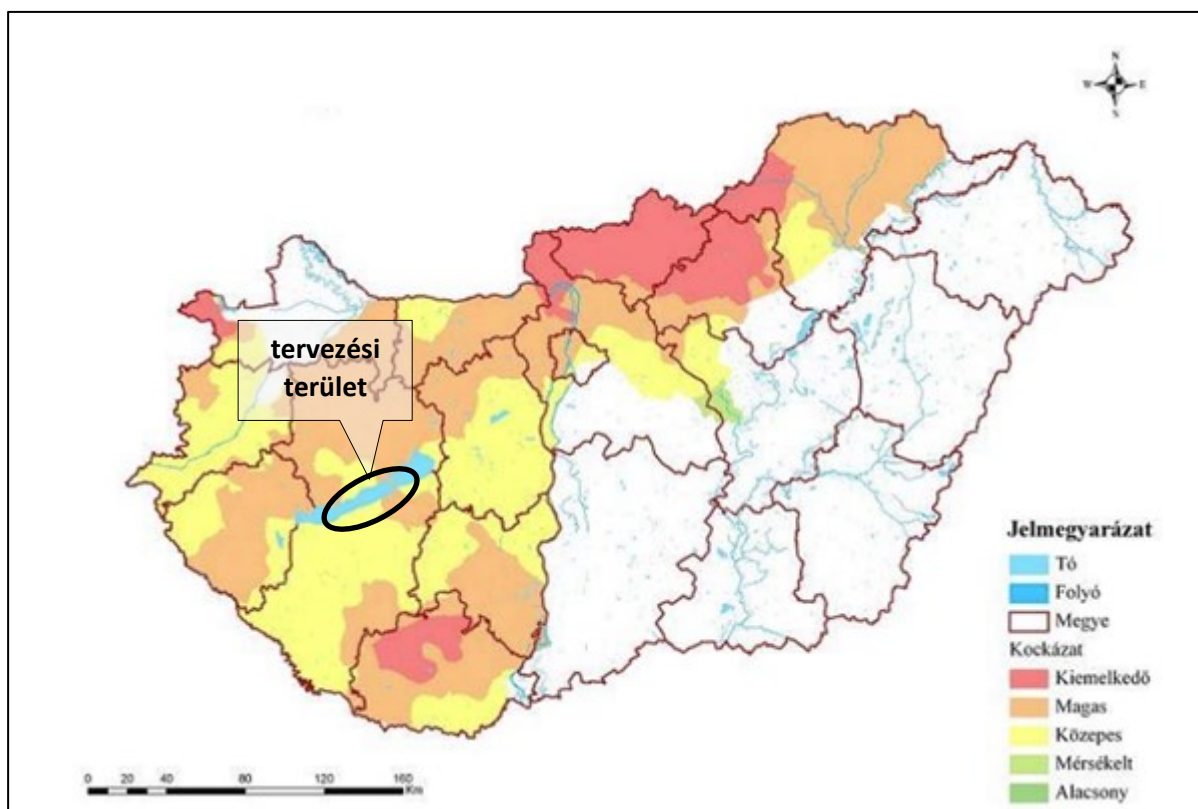 N
W E
S
tervezési
terület
Jelmegyarázat
Tó
Folyó
Megye
Kockázat
Kiemelkedő
Magas
Közepes
Mérsékelt
Alacsony
0 20 40 80 120 160
Km